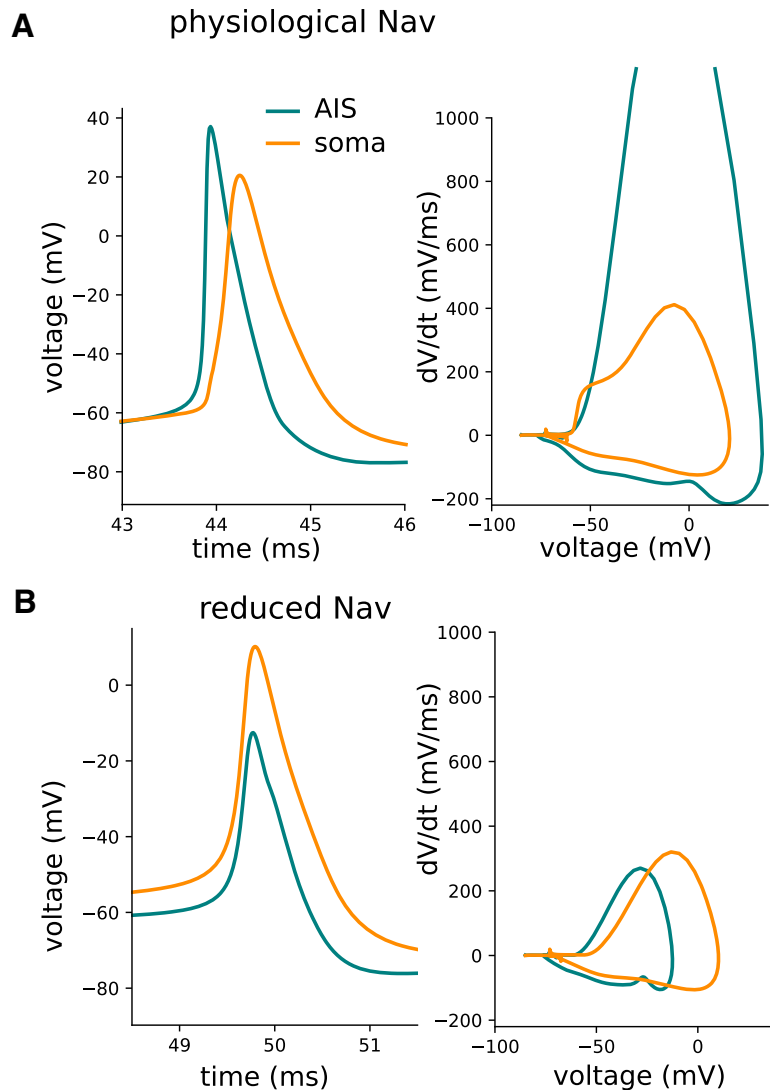 A
physiological Nav
AIS
soma
40
20
0
−20
−40
−60
−80
voltage (mV)
43
44
45
46
time (ms)
1000
800
600
400
200
0
−200
dV/dt (mV/ms)
−100
−50
0
voltage (mV)
B
reduced Nav
0
−20
−40
−60
−80
voltage (mV)
49
50
51
time (ms)
1000
800
600
400
200
0
−200
dV/dt (mV/ms)
−100
−50
0
voltage (mV)